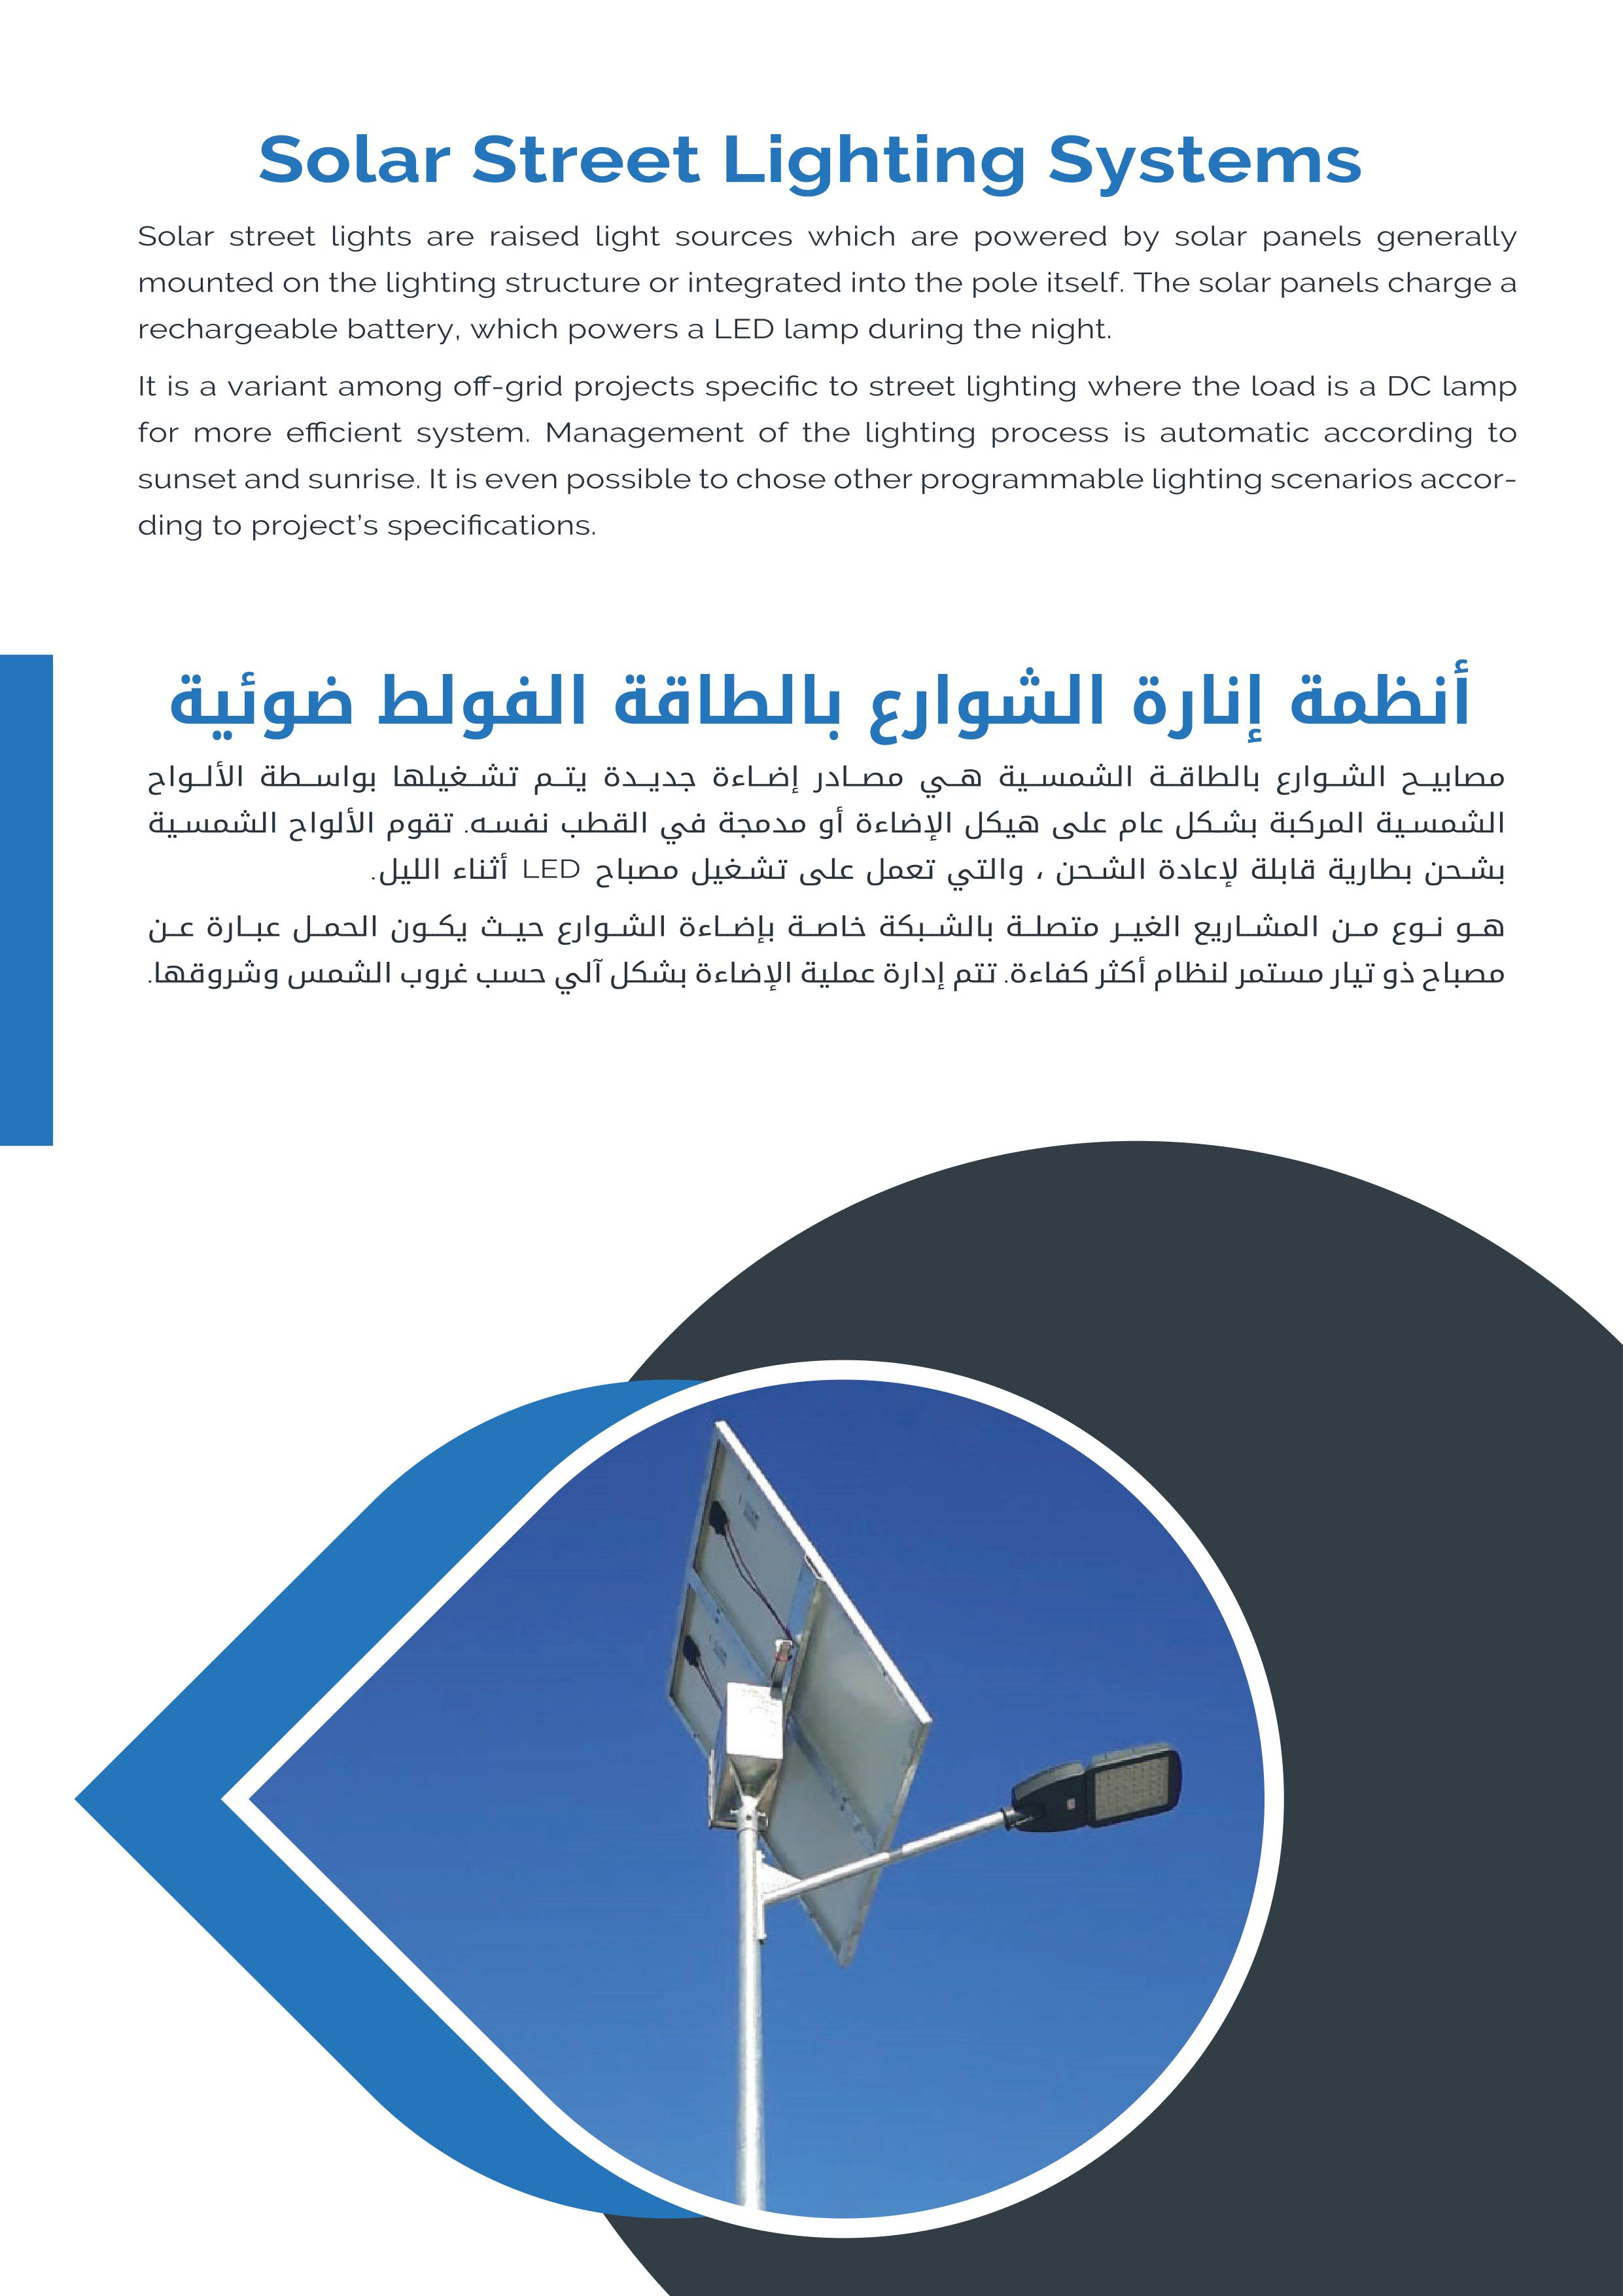 Solar Street Lighting Systems
Solar street lights are raised light sources which are powered by solar panels generally
mounted on the lighting structure or integrated into the pole itself. The solar panels charge a
rechargeable battery, which powers a LED lamp during the night.
It is a variant among off-grid projects specific to street lighting where the load is a DC lamp
for more efficient system. Management of the lighting process is automatic according to
sunset and sunrise. It is even possible to chose other programmable lighting scenarios accor-
ding to project's specifications.
أنظمة إنارة الشوارع بالطاقة الفولط ضوئية
مصابيح الشوارع بالطاقة الشمسية هي مصادر إضاءة جديدة يتم تشغيلها بواسطة الألواح
الشمسية المركبة بشكل عام على هيكل الإضاءة أو مدمجة في القطب نفسه. تقوم الألواح الشمسية
بشحن بطارية قابلة لإعادة الشحن ، والتي تعمل على تشغيل مصباح LED أثناء الليل.
هو نوع من المشاريع الغير متصلة بالشبكة خاصة بإضاءة الشوارع حيث يكون الحمل عبارة عن
مصباح ذو تيار مستمر لنظام أكثر كفاءة. تتم إدارة عملية الإضاءة بشكل آلي حسب غروب الشمس وشروقها.